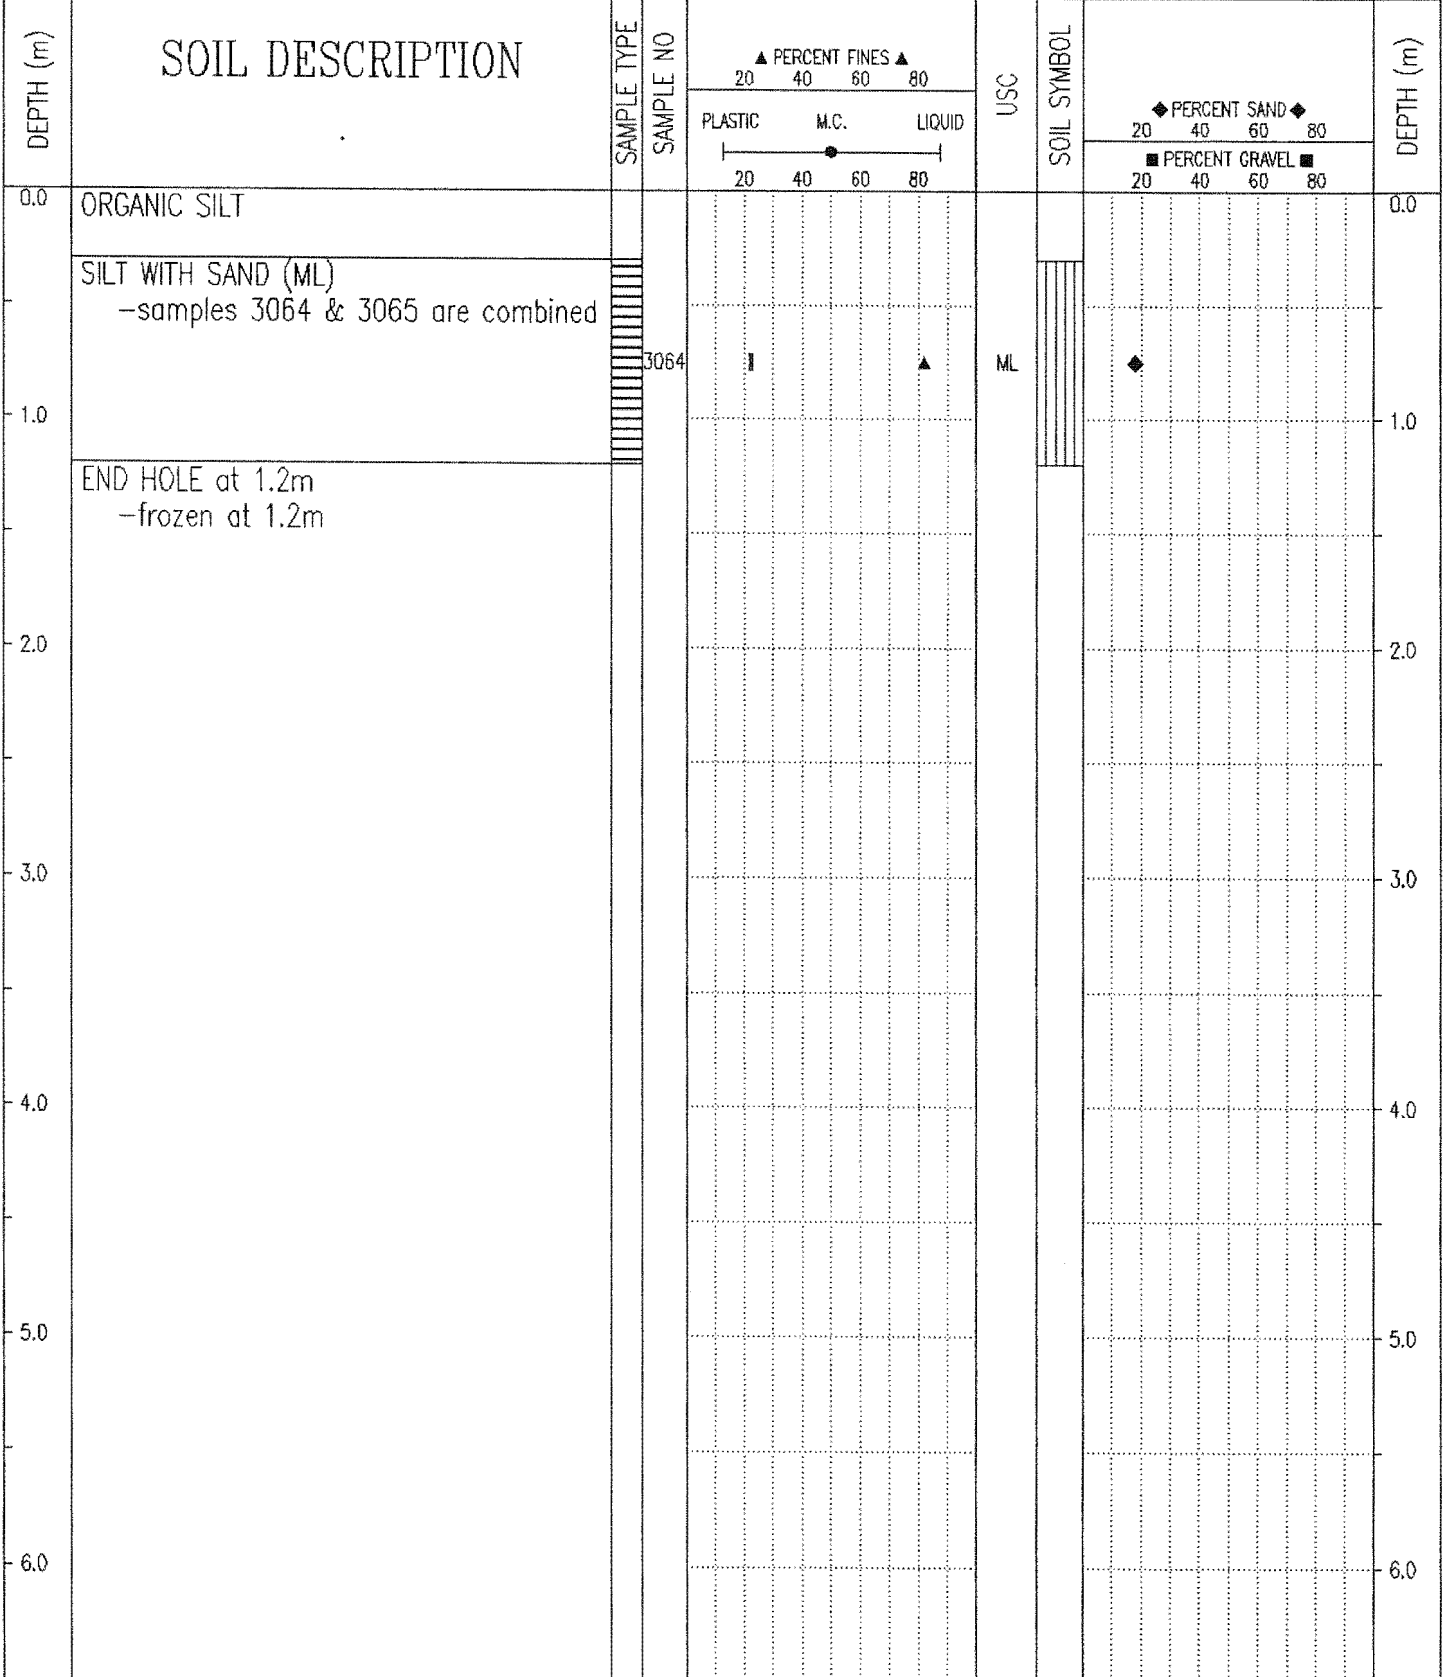 DEPTH (m)
SOIL DESCRIPTION
SAMPLE TYPE
SAMPLE NO
▲ PERCENT FINES ▲
20 40 60 80
PLASTIC M.C. LIQUID
20 40 60 80
USC
SOIL SYMBOL
◆ PERCENT SAND ◆
20 40 60 80
■ PERCENT GRAVEL ■
20 40 60 80
DEPTH (m)
0.0
ORGANIC SILT
0.0
SILT WITH SAND (ML)
-samples 3064 & 3065 are combined
3064
ML
1.0
1.0
END HOLE at 1.2m
-frozen at 1.2m
2.0
2.0
3.0
3.0
4.0
4.0
5.0
5.0
6.0
6.0